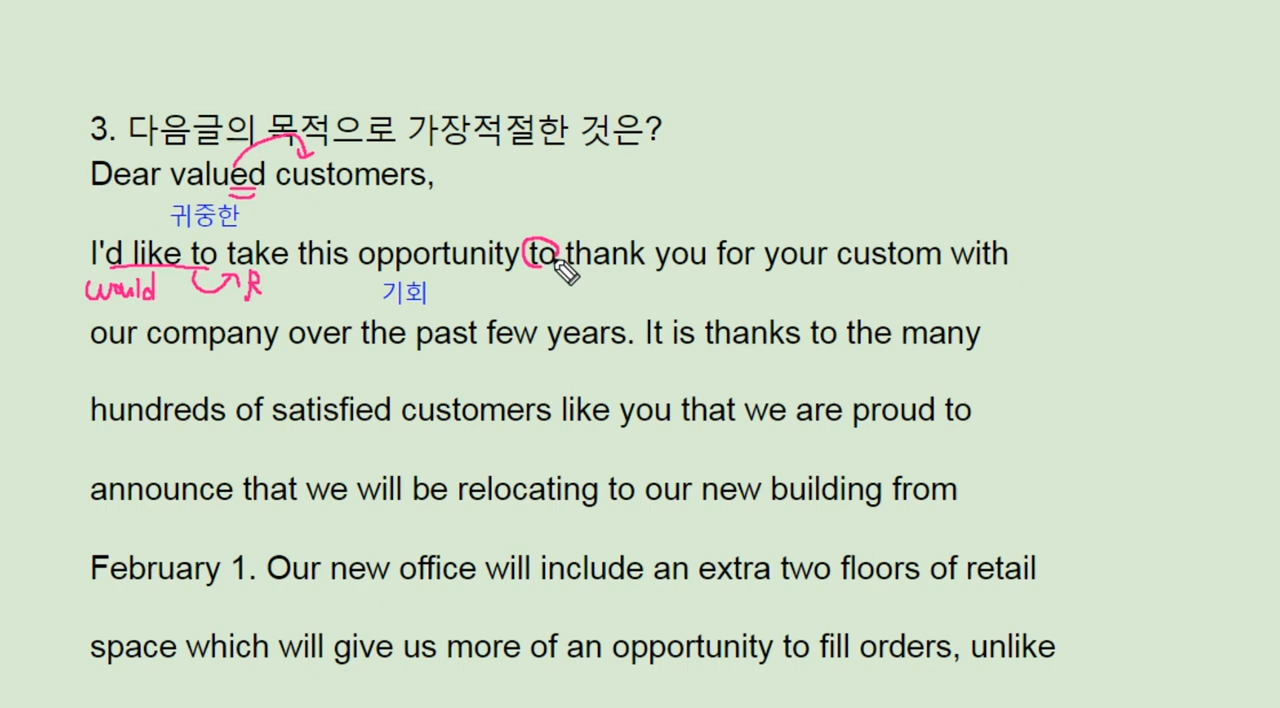 3. 다음글의 목적으로 가장적절한 것은?
Dear valued customers,
귀중한
I'd like to take this opportunity to thank you for your custom with
would R 기회
our company over the past few years. It is thanks to the many
hundreds of satisfied customers like you that we are proud to
announce that we will be relocating to our new building from
February 1. Our new office will include an extra two floors of retail
space which will give us more of an opportunity to fill orders, unlike